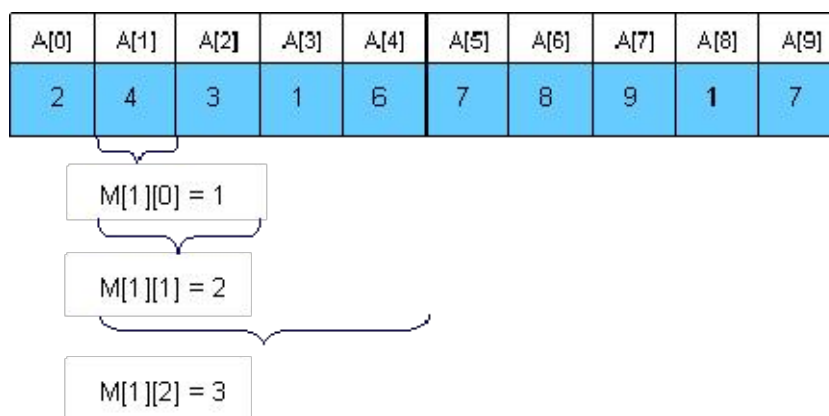 A[0] A[1] A[2] A[3] A[4] A[5] A[6] A[7] A[8] A[9]
2 4 3 1 6 7 8 9 1 7
M[1][0] = 1
M[1][1] = 2
M[1][2] = 3